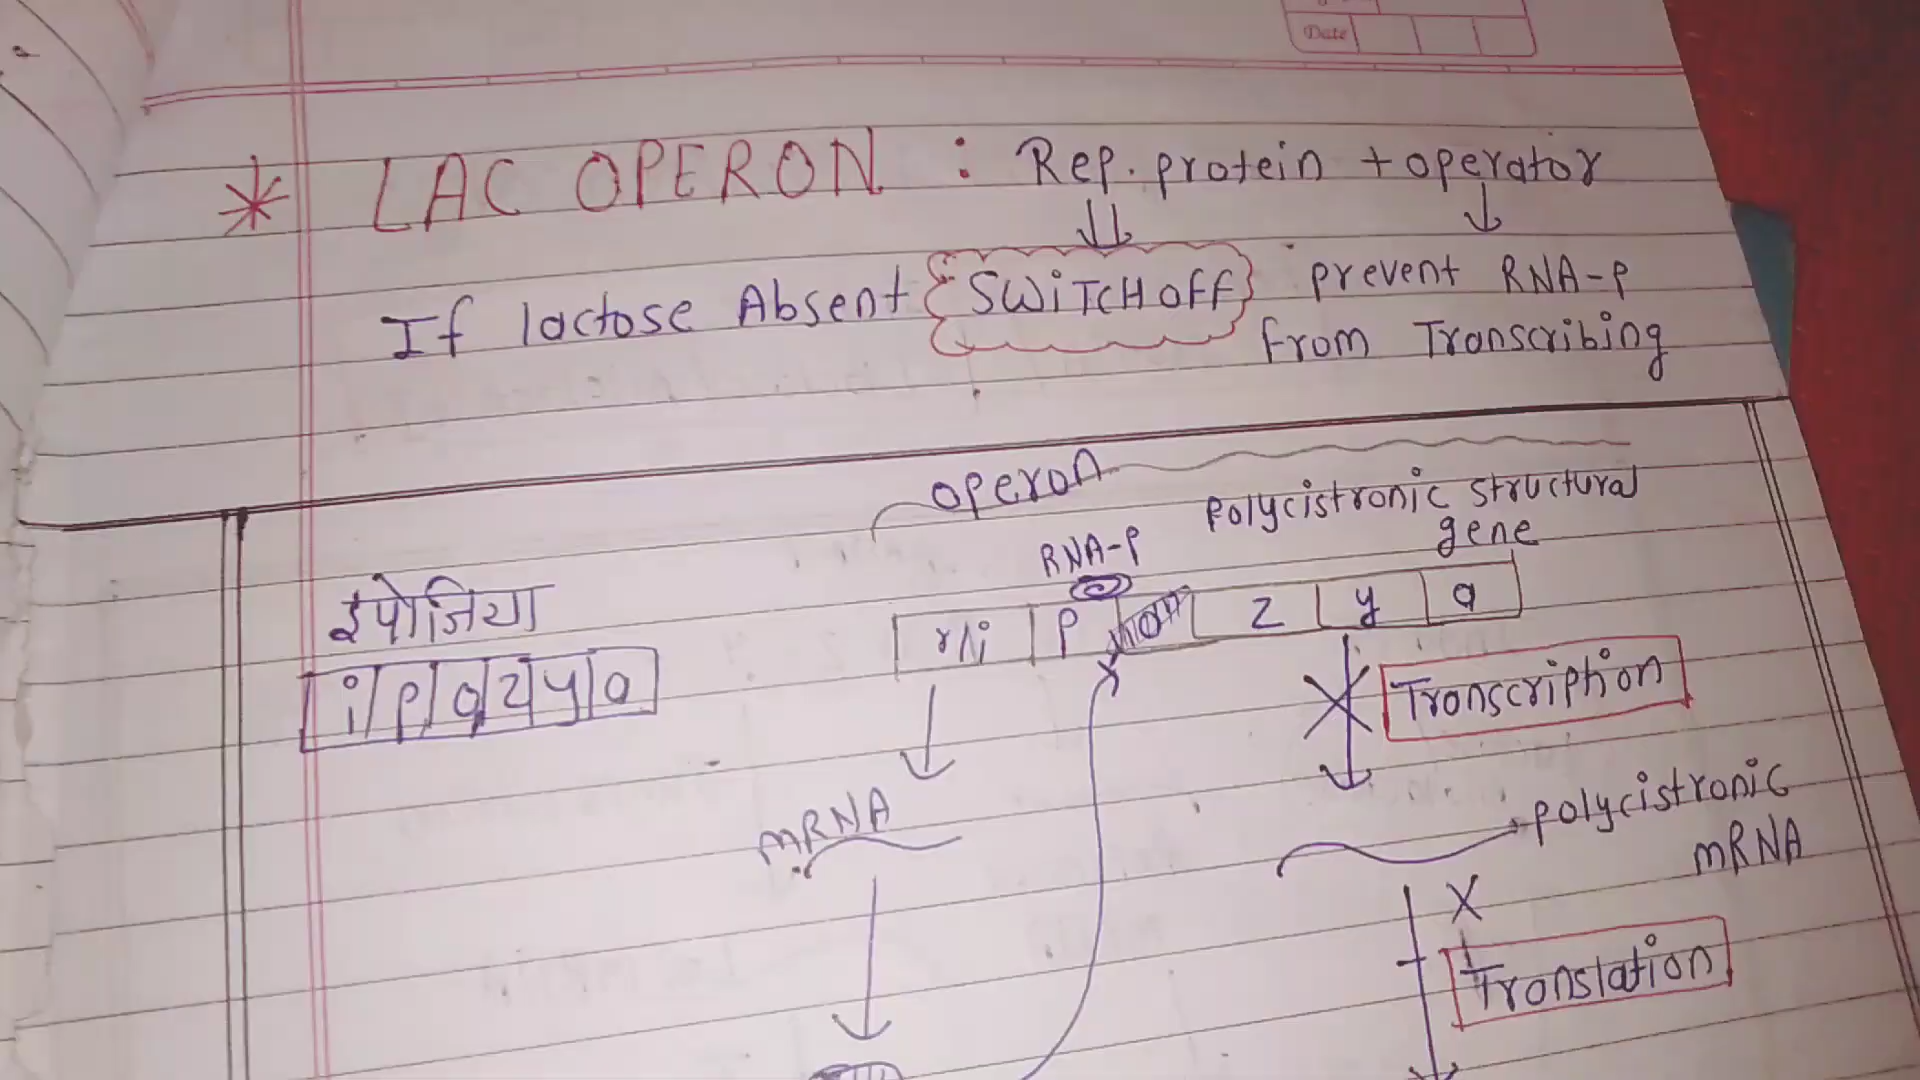 Date
* LAC OPERON : Rep. protein + operator
If lactose Absent {SWITCH OFF} prevent RNA-P
from Transcribing
operon
polycistronic structural
gene
RNA-P
r/i P O Z y a
इपोजिया
i p o z y a
Transcription
mRNA
polycistronic
mRNA
X
Translation